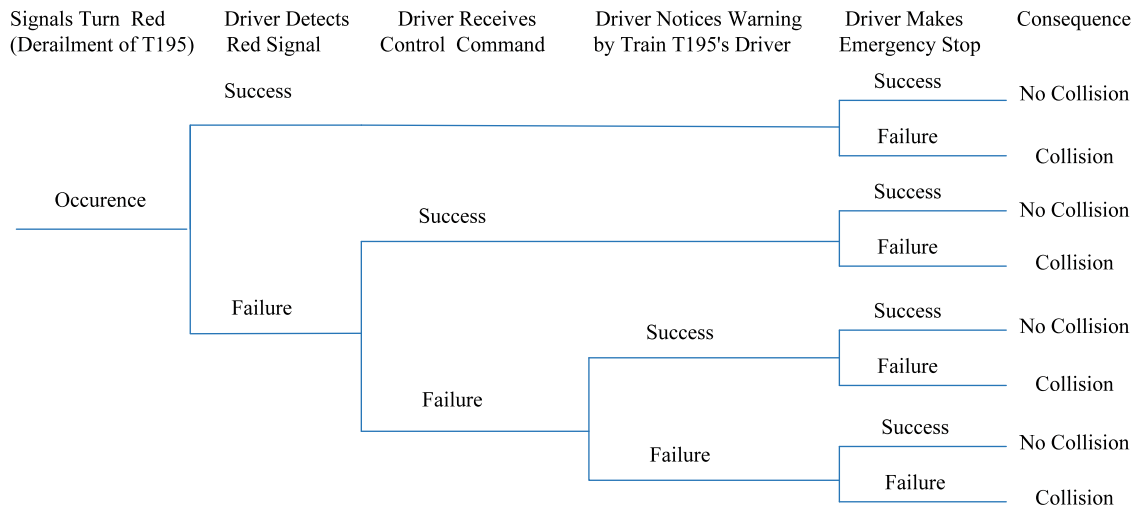 Signals Turn Red
(Derailment of T195)
Driver Detects
Red Signal
Driver Receives
Control Command
Driver Notices Warning
by Train T195's Driver
Driver Makes
Emergency Stop
Consequence
Success
Success
No Collision
Failure
Collision
Occurence
Success
Success
No Collision
Failure
Collision
Failure
Success
Success
No Collision
Failure
Collision
Failure
Success
No Collision
Failure
Failure
Collision